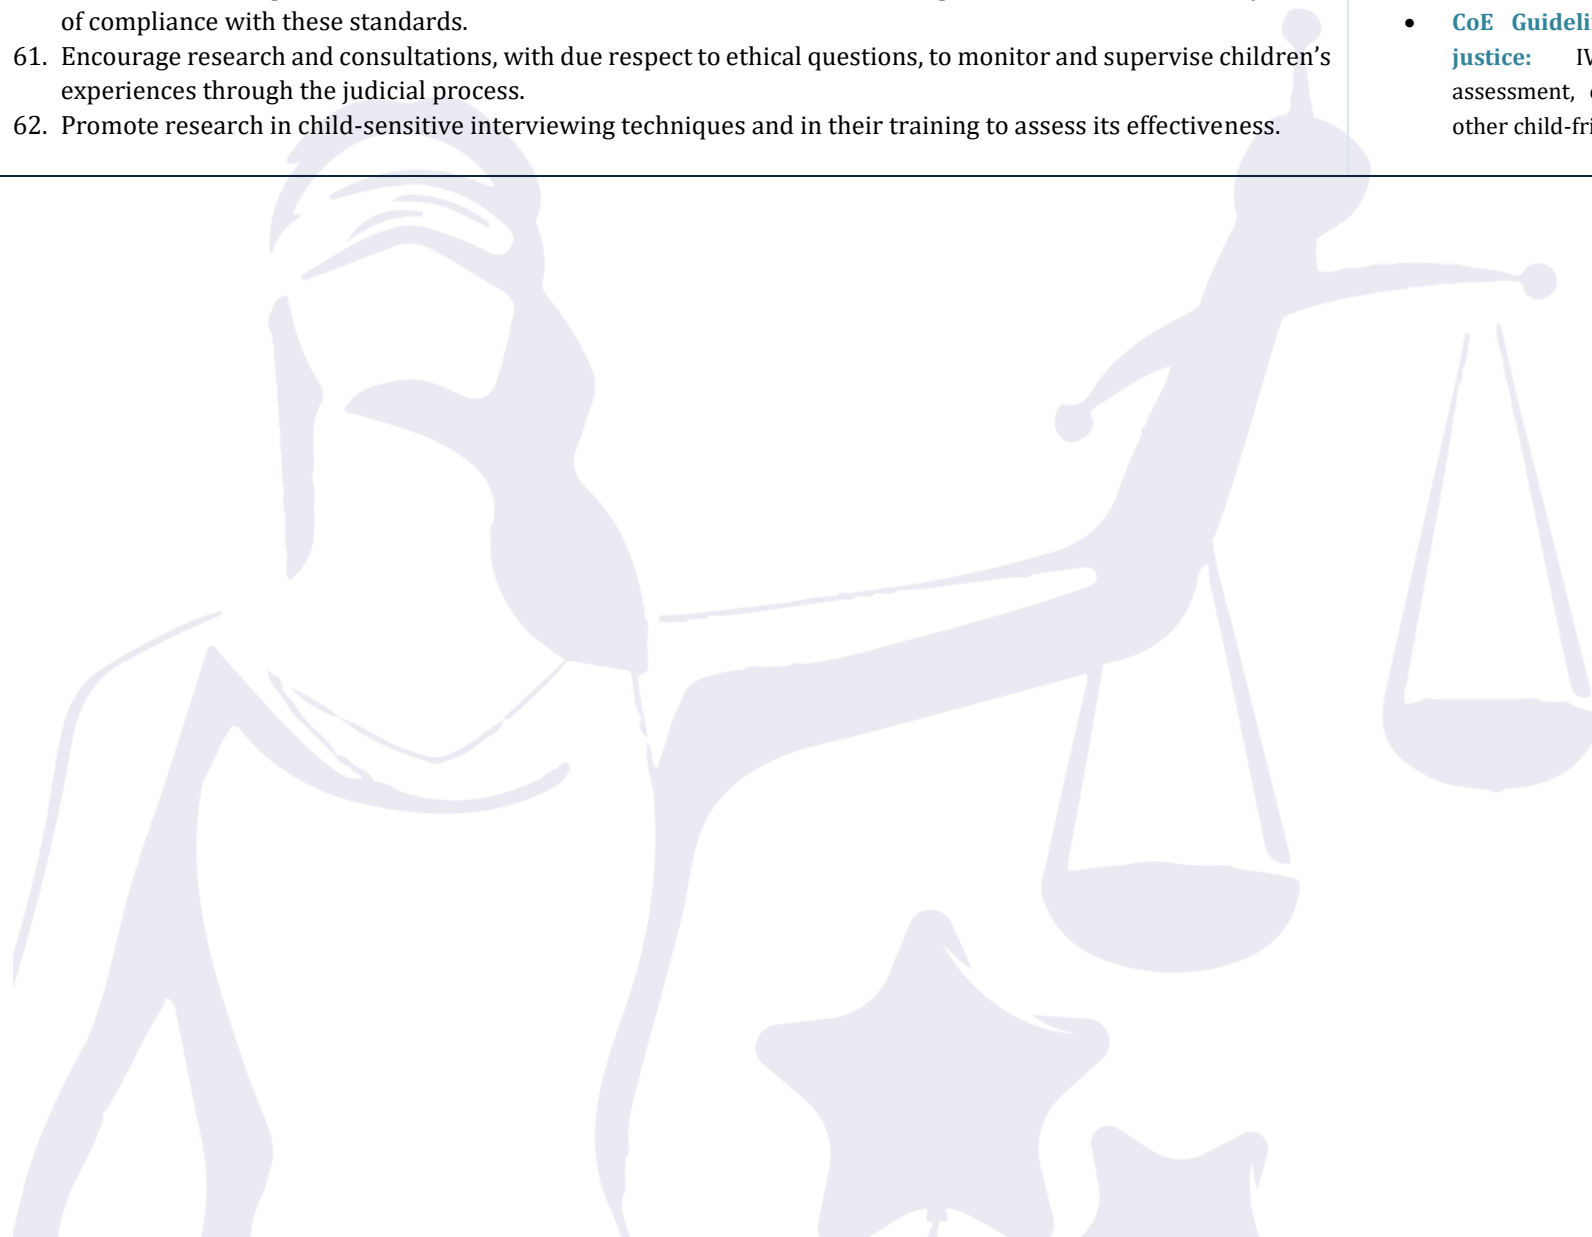 of compliance with these standards.
61. Encourage research and consultations, with due respect to ethical questions, to monitor and supervise children’s
experiences through the judicial process.
62. Promote research in child-sensitive interviewing techniques and in their training to assess its effectiveness.
• CoE
justice: IV
assessment,
other